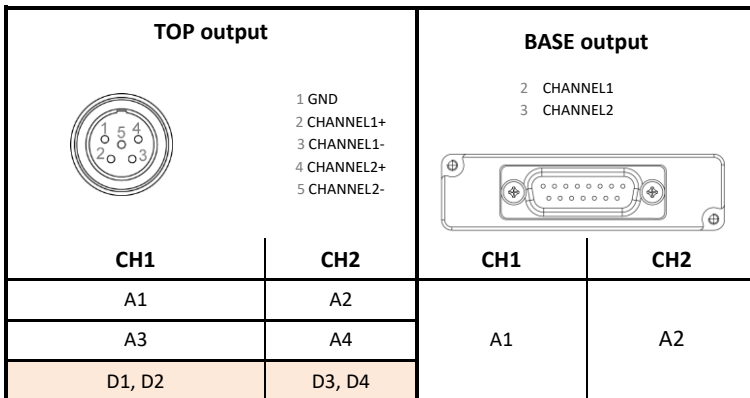 TOP output
1 GND
2 CHANNEL1+
3 CHANNEL1-
4 CHANNEL2+
5 CHANNEL2-
1 5 4
2 3
BASE output
2 CHANNEL1
3 CHANNEL2
CH1 CH2 CH1 CH2
A1 A2
A3 A4 A1 A2
D1, D2 D3, D4